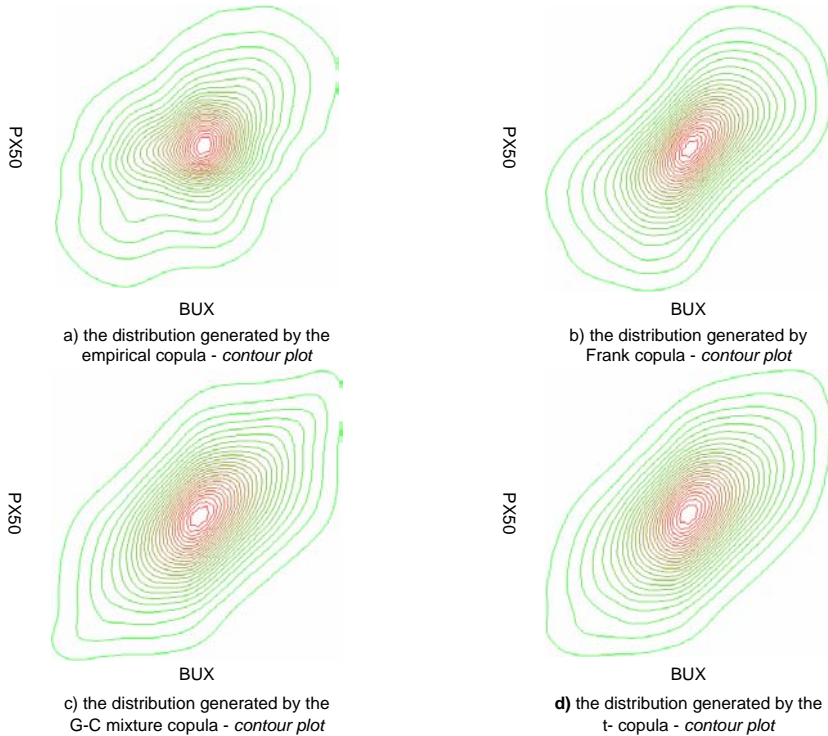 PX50
BUX
a) the distribution generated by the
empirical copula - contour plot
PX50
BUX
b) the distribution generated by
Frank copula - contour plot
PX50
BUX
c) the distribution generated by the
G-C mixture copula - contour plot
PX50
BUX
d) the distribution generated by the
t- copula - contour plot